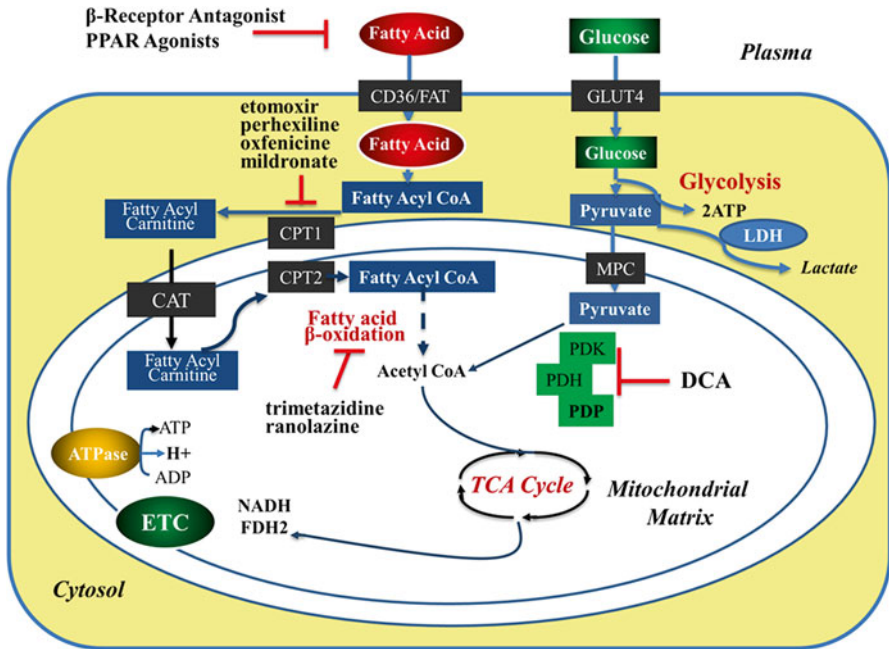 β-Receptor Antagonist
PPAR Agonists
Fatty Acid
Glucose
Plasma
CD36/FAT
GLUT4
etomoxir
perhexiline
oxfenicine
mildronate
Fatty Acid
Glucose
Glycolysis
Fatty Acyl CoA
Fatty Acyl
Carnitine
Pyruvate
2ATP
LDH
Lactate
CPT1
CPT2
Fatty Acyl CoA
MPC
CAT
Pyruvate
Fatty acid
β-oxidation
Fatty Acyl
Carnitine
Acetyl CoA
PDK
PDH
PDP
DCA
trimetazidine
ranolazine
ATP
ATPase
H+
ADP
TCA Cycle
Mitochondrial
Matrix
ETC
NADH
FDH2
Cytosol